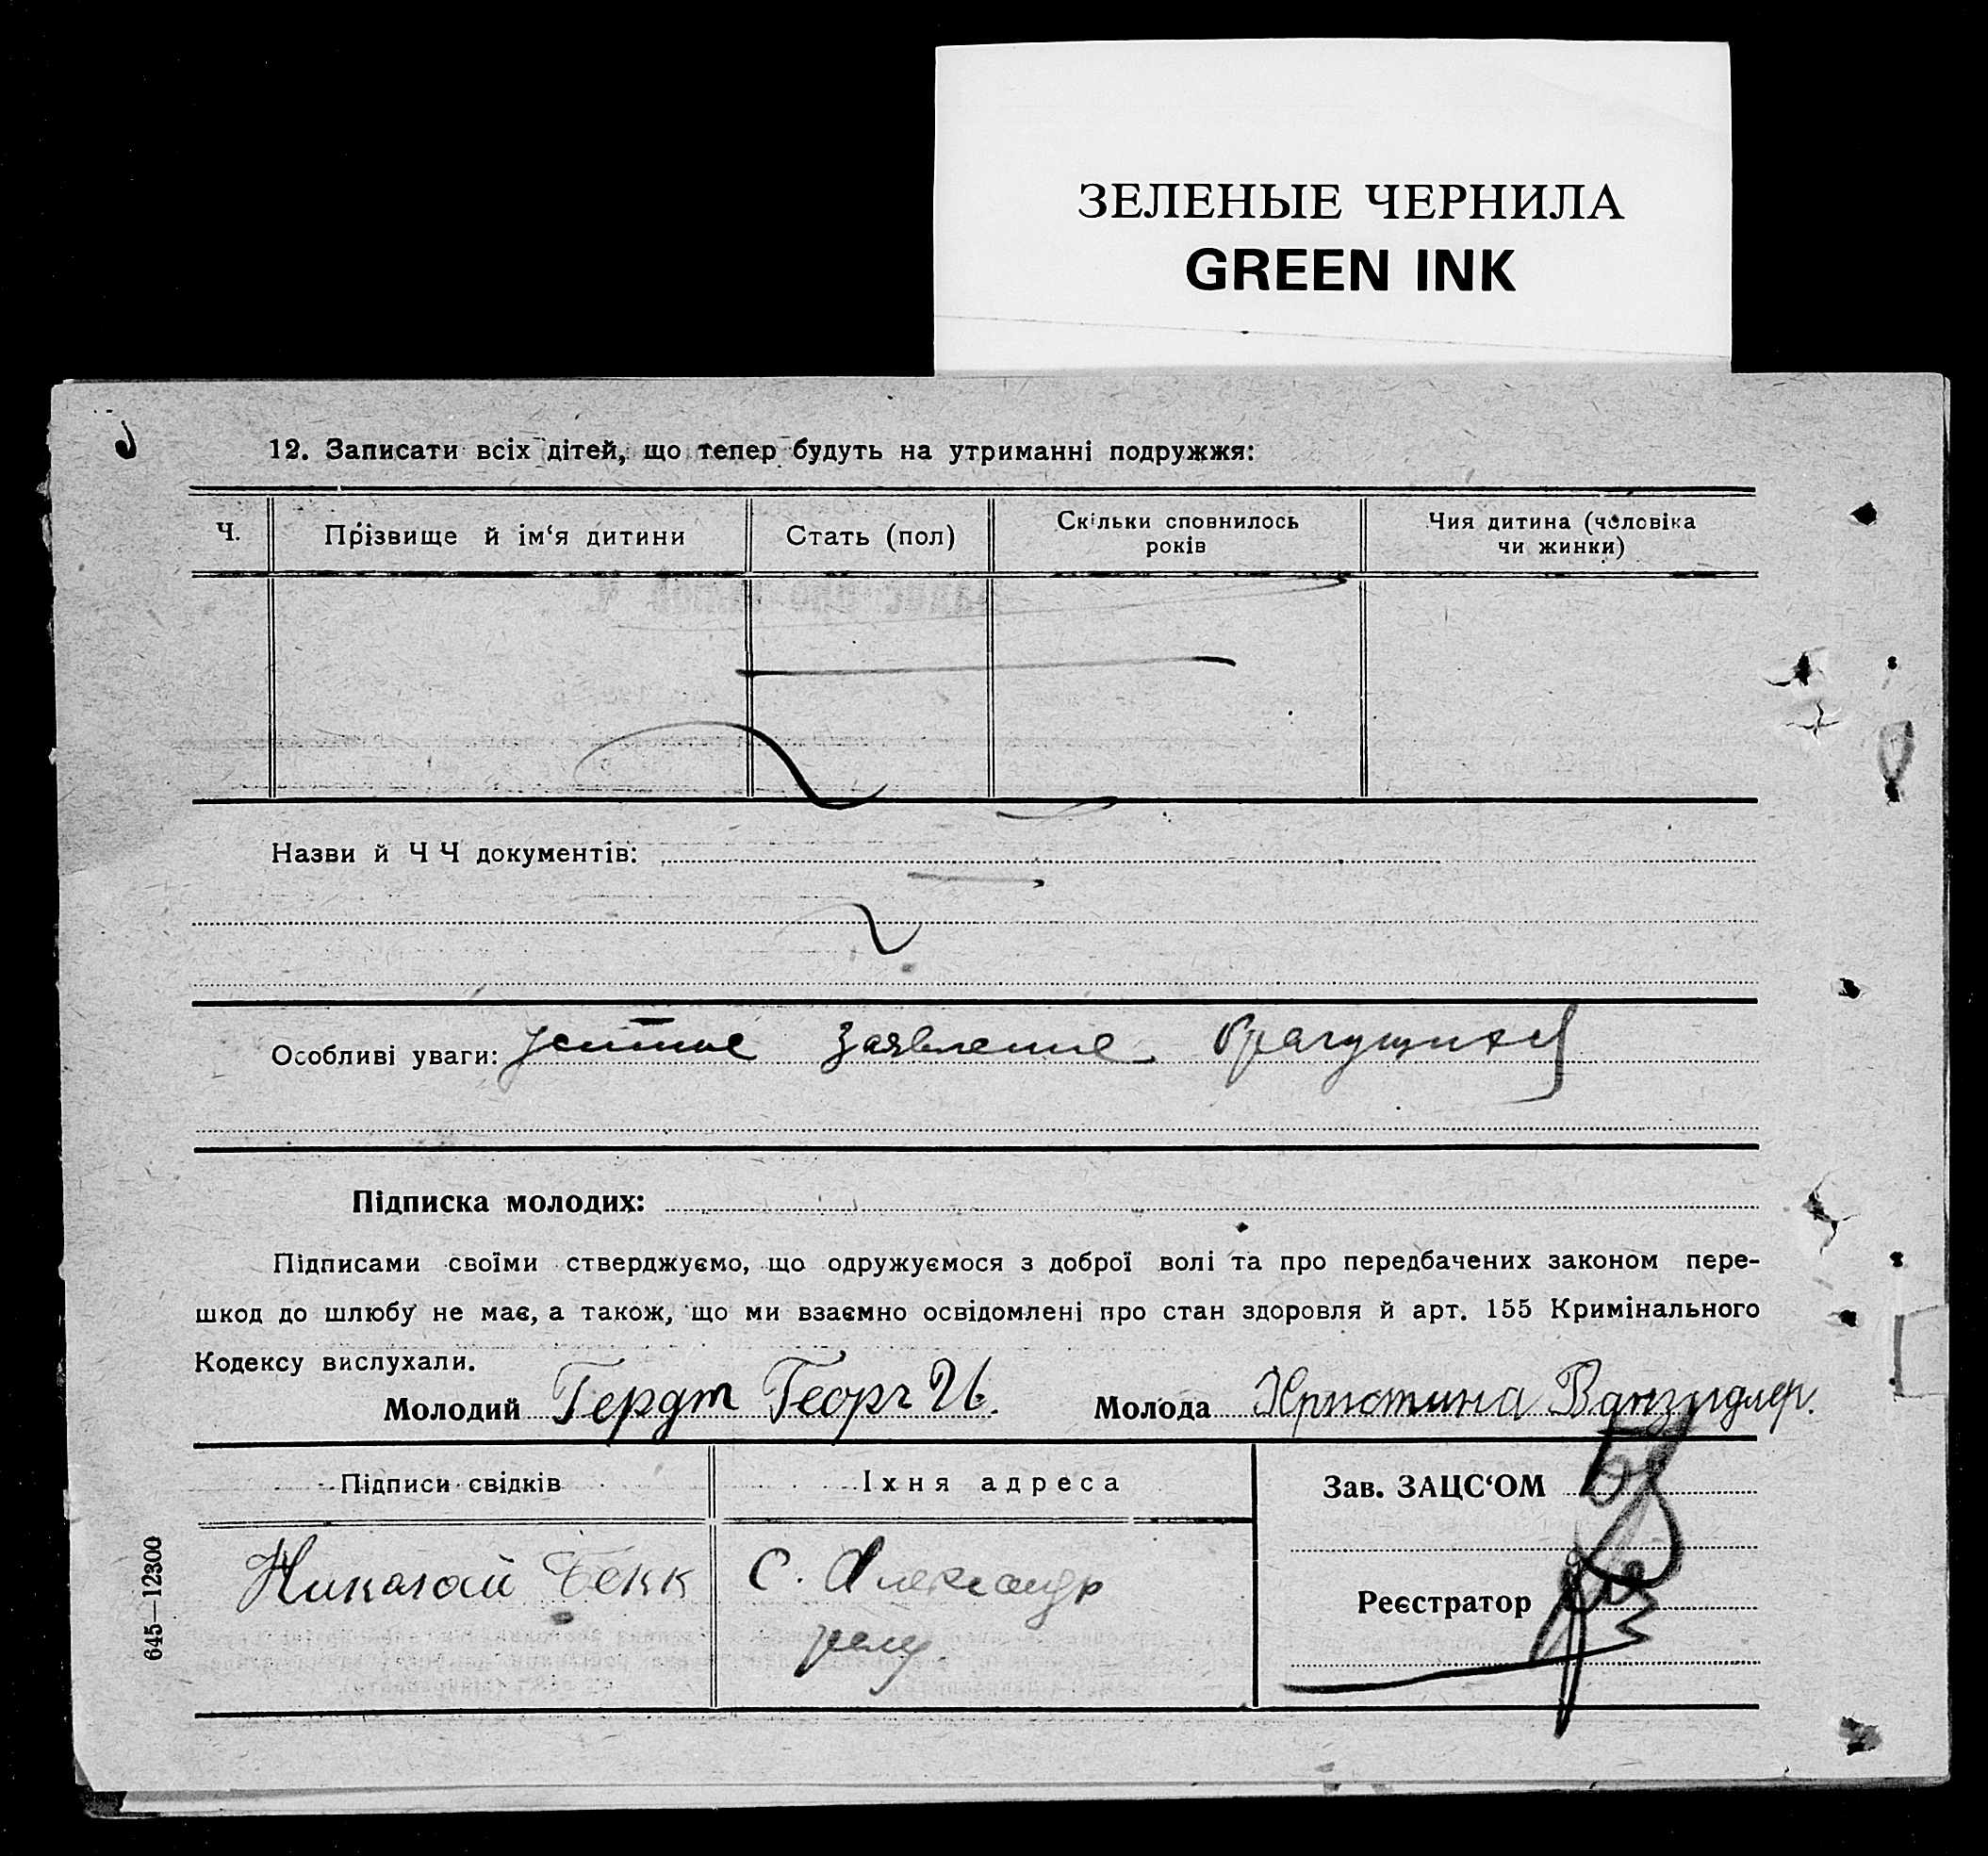 ЗЕЛЕНЫЕ ЧЕРНИЛА
GREEN INK
12. Записати всіх дітей, що тепер будуть на утриманні подружжя:
Ч. Прізвище й ім‘я дитини Стать (пол) Скільки сповнилось років Чия дитина (чоловіка чи жинки)
Назви й Ч Ч документів:
Особливі уваги: Устное заявление брачущихся
Підписка молодих:
Підписами своїми стверджуємо, що одружуємося з доброї волі та про передбачених законом пере-
шкод до шлюбу не має, а також, що ми взаємно освідомлені про стан здоровля й арт. 155 Кримінального
Кодексу вислухали.
Молодий Гердт Георг И. Молода Христина Ванзидлер.
Підписи свідків Їхня адреса Зав. ЗАЦС‘ОМ
Николай Бекк С. Александр
Реєстратор
645—12300